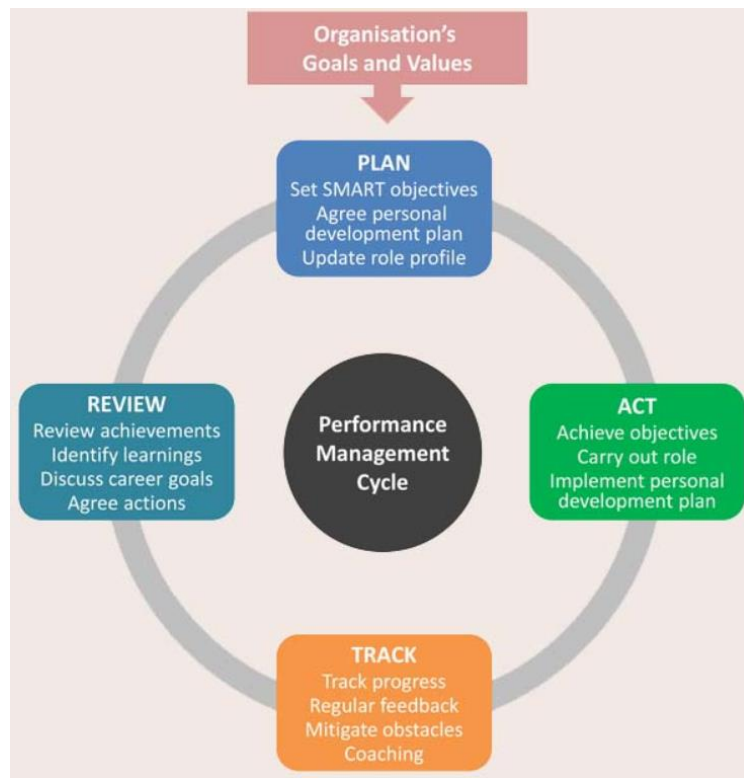 Organisation's
Goals and Values
PLAN
Set SMART objectives
Agree personal
development plan
Update role profile
REVIEW
Review achievements
Identify learnings
Discuss career goals
Agree actions
Performance
Management
Cycle
ACT
Achieve objectives
Carry out role
Implement personal
development plan
TRACK
Track progress
Regular feedback
Mitigate obstacles
Coaching